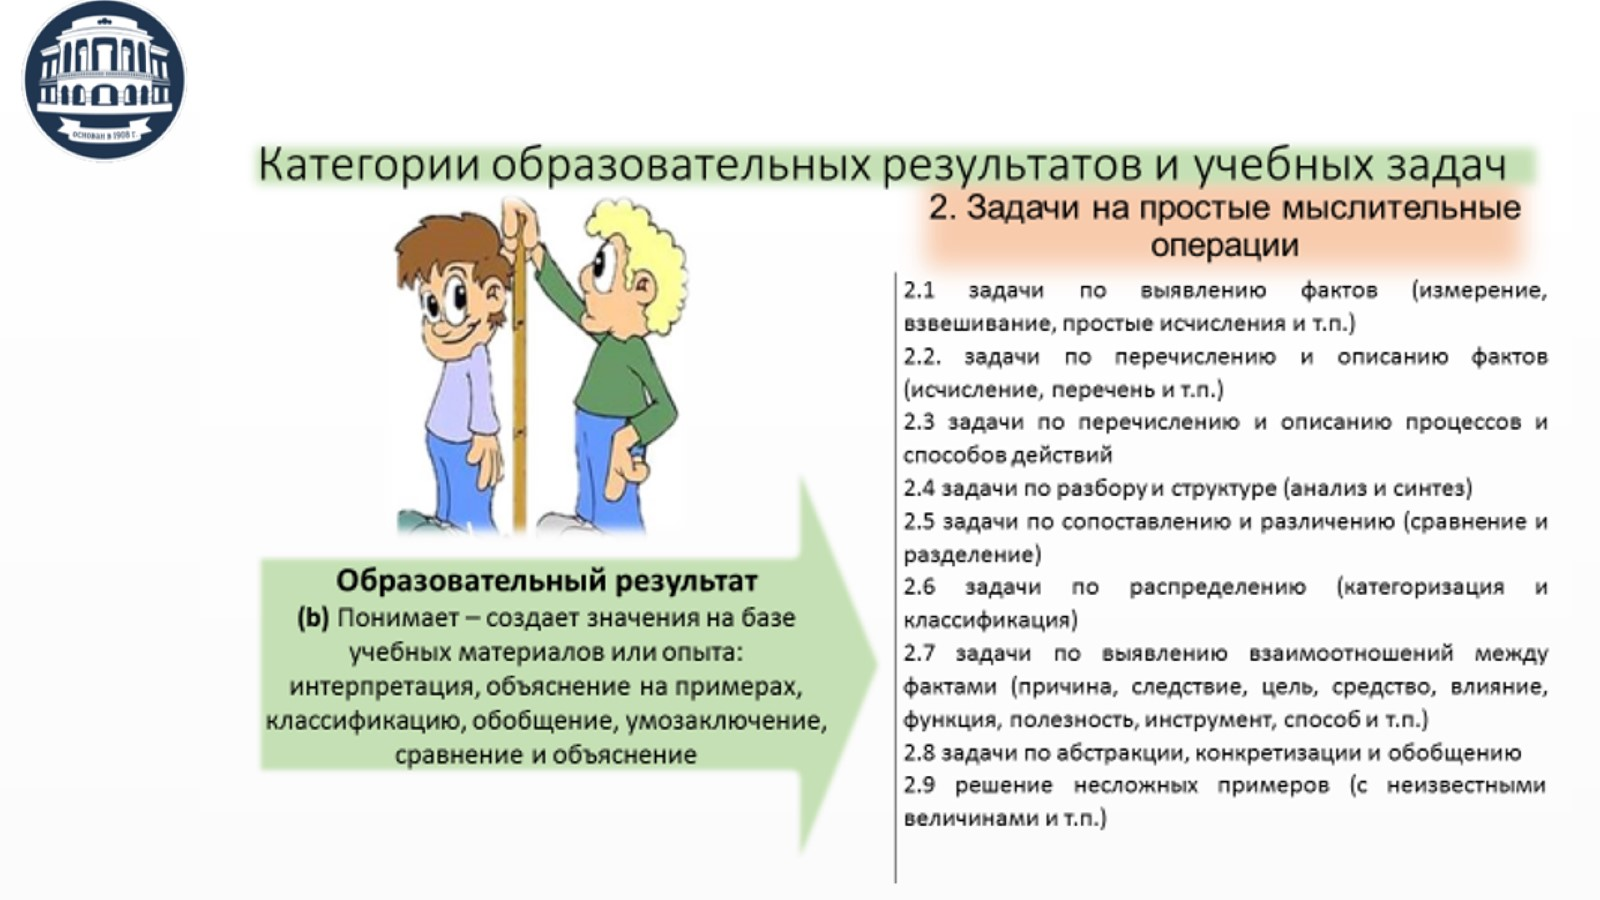 основан в 1908 г.
Категории образовательных результатов и учебных задач
2. Задачи на простые мыслительные
операции
2.1 задачи по выявлению фактов (измерение,
взвешивание, простые исчисления и т.п.)
2.2. задачи по перечислению и описанию фактов
(исчисление, перечень и т.п.)
2.3 задачи по перечислению и описанию процессов и
способов действий
2.4 задачи по разбору и структуре (анализ и синтез)
2.5 задачи по сопоставлению и различению (сравнение и
разделение)
2.6 задачи по распределению (категоризация и
классификация)
2.7 задачи по выявлению взаимоотношений между
фактами (причина, следствие, цель, средство, влияние,
функция, полезность, инструмент, способ и т.п.)
2.8 задачи по абстракции, конкретизации и обобщению
2.9 решение несложных примеров (с неизвестными
величинами и т.п.)
Образовательный результат
(b) Понимает – создает значения на базе
учебных материалов или опыта:
интерпретация, объяснение на примерах,
классификацию, обобщение, умозаключение,
сравнение и объяснение